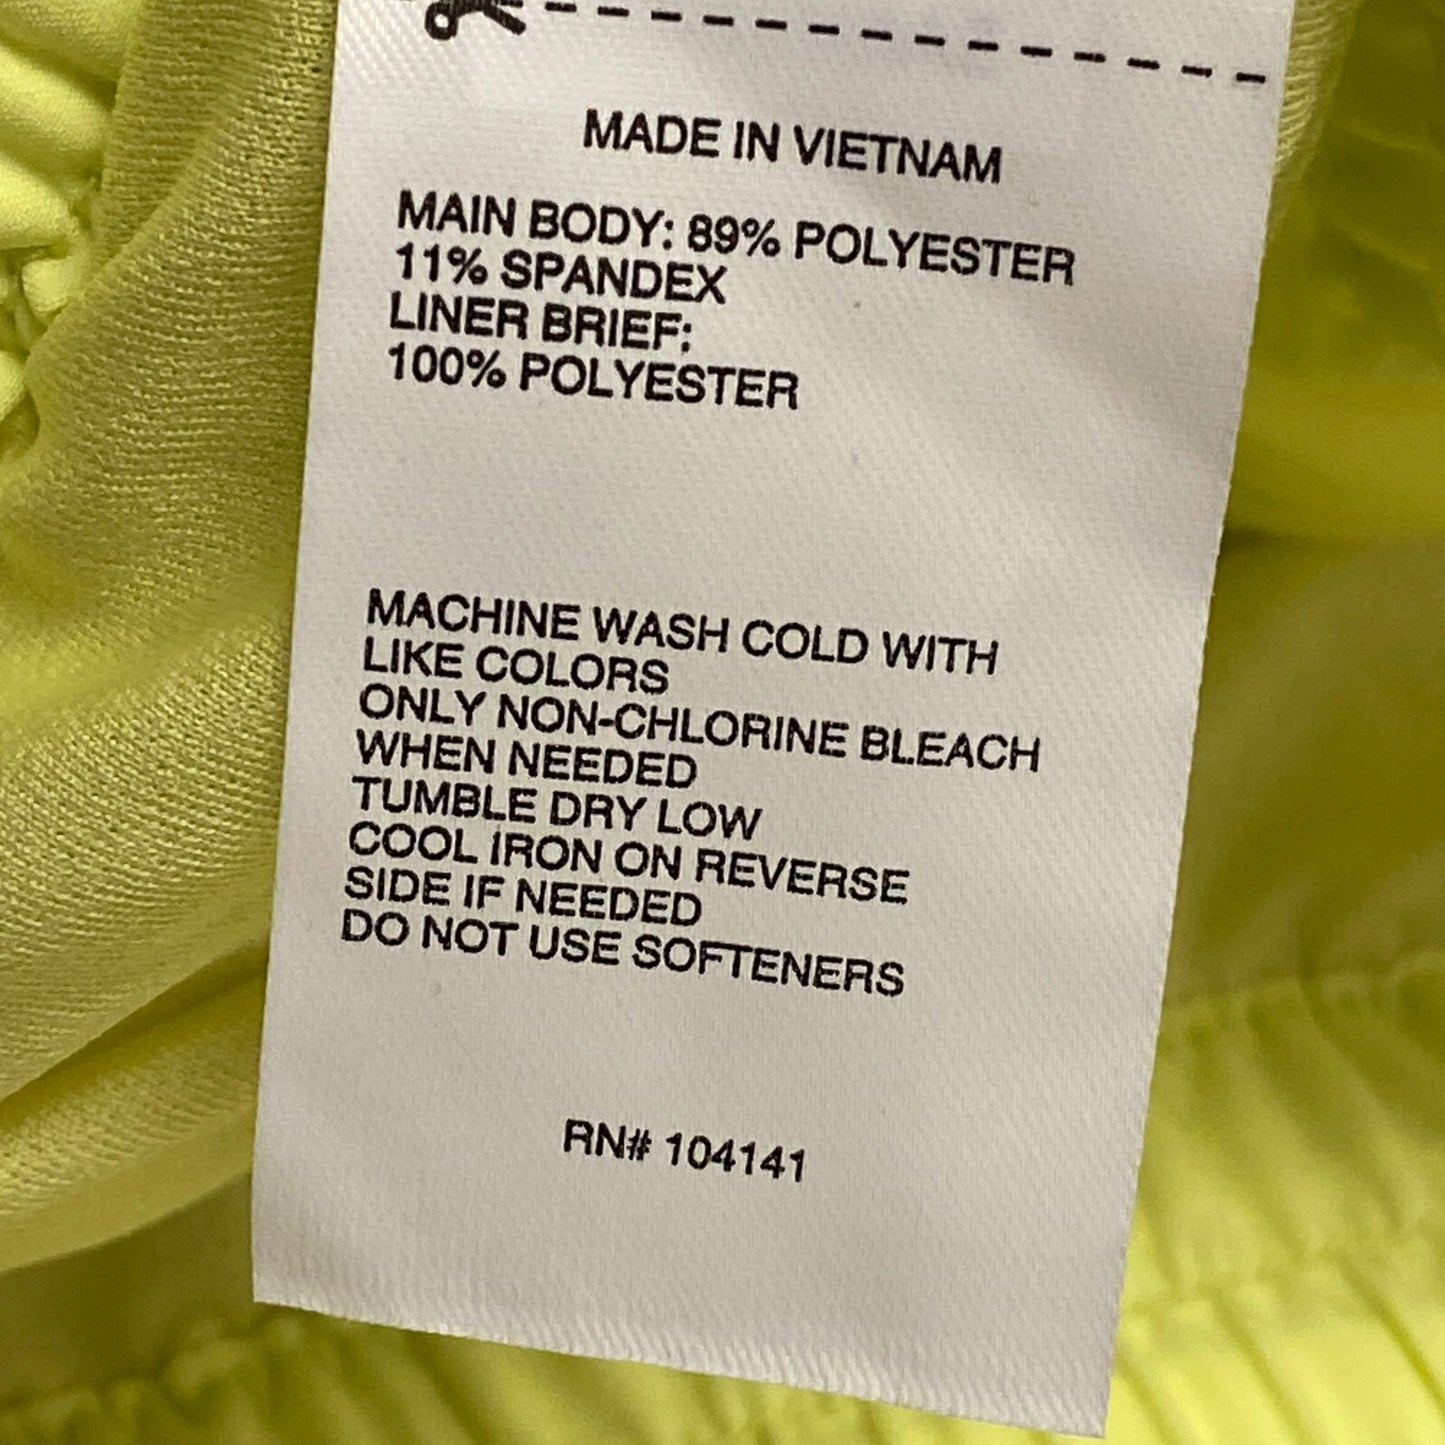 MADE IN VIETNAM
MAIN BODY: 89% POLYESTER
11% SPANDEX
LINER BRIEF:
100% POLYESTER
MACHINE WASH COLD WITH
LIKE COLORS
ONLY NON-CHLORINE BLEACH
WHEN NEEDED
TUMBLE DRY LOW
COOL IRON ON REVERSE
SIDE IF NEEDED
DO NOT USE SOFTENERS
RN# 104141